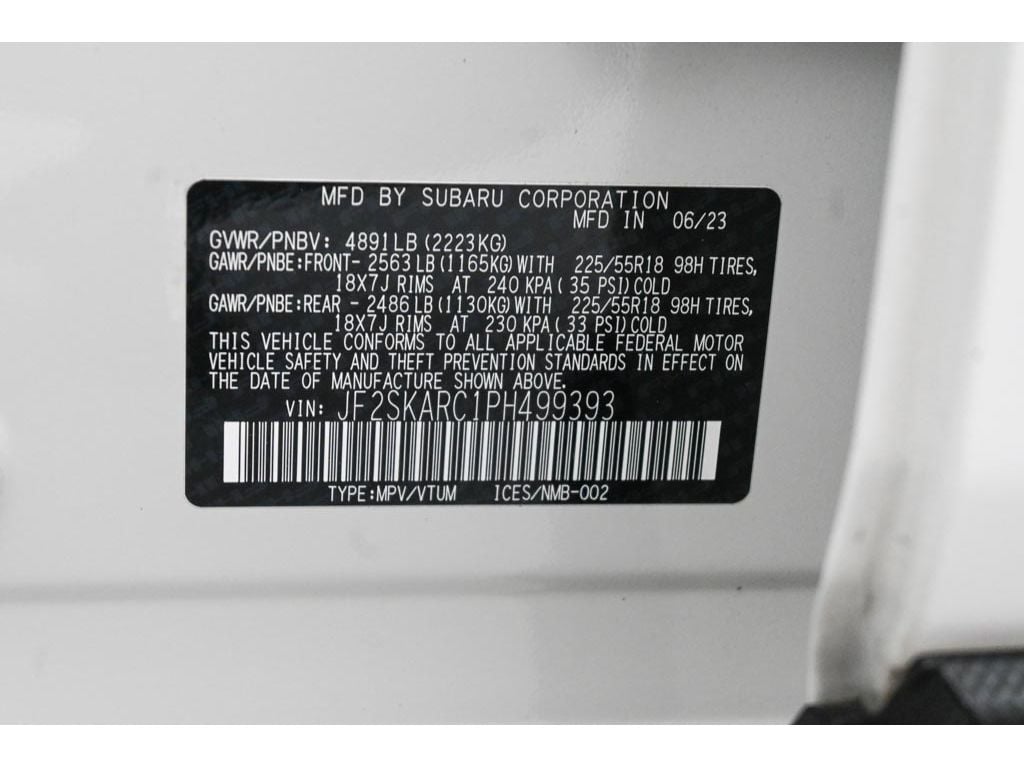 MFD BY SUBARU CORPORATION
MFD IN 06/23
GVWR/PNBV: 4891LB(2223KG)
GAWR/PNBE:FRONT- 2563LB(1165KG)WITH 225/55R18 98H TIRES,
18X7J RIMS AT 240 KPA( 35 PSI)COLD
GAWR/PNBE:REAR - 2486LB(1130KG)WITH 225/55R18 98H TIRES,
18X7J RIMS AT 230 KPA( 33 PSI)COLD
THIS VEHICLE CONFORMS TO ALL APPLICABLE FEDERAL MOTOR
VEHICLE SAFETY AND THEFT PREVENTION STANDARDS IN EFFECT ON
THE DATE OF MANUFACTURE SHOWN ABOVE.
VIN: JF2SKARC1PH499393
TYPE:MPV/VTUM ICES/NMB-002